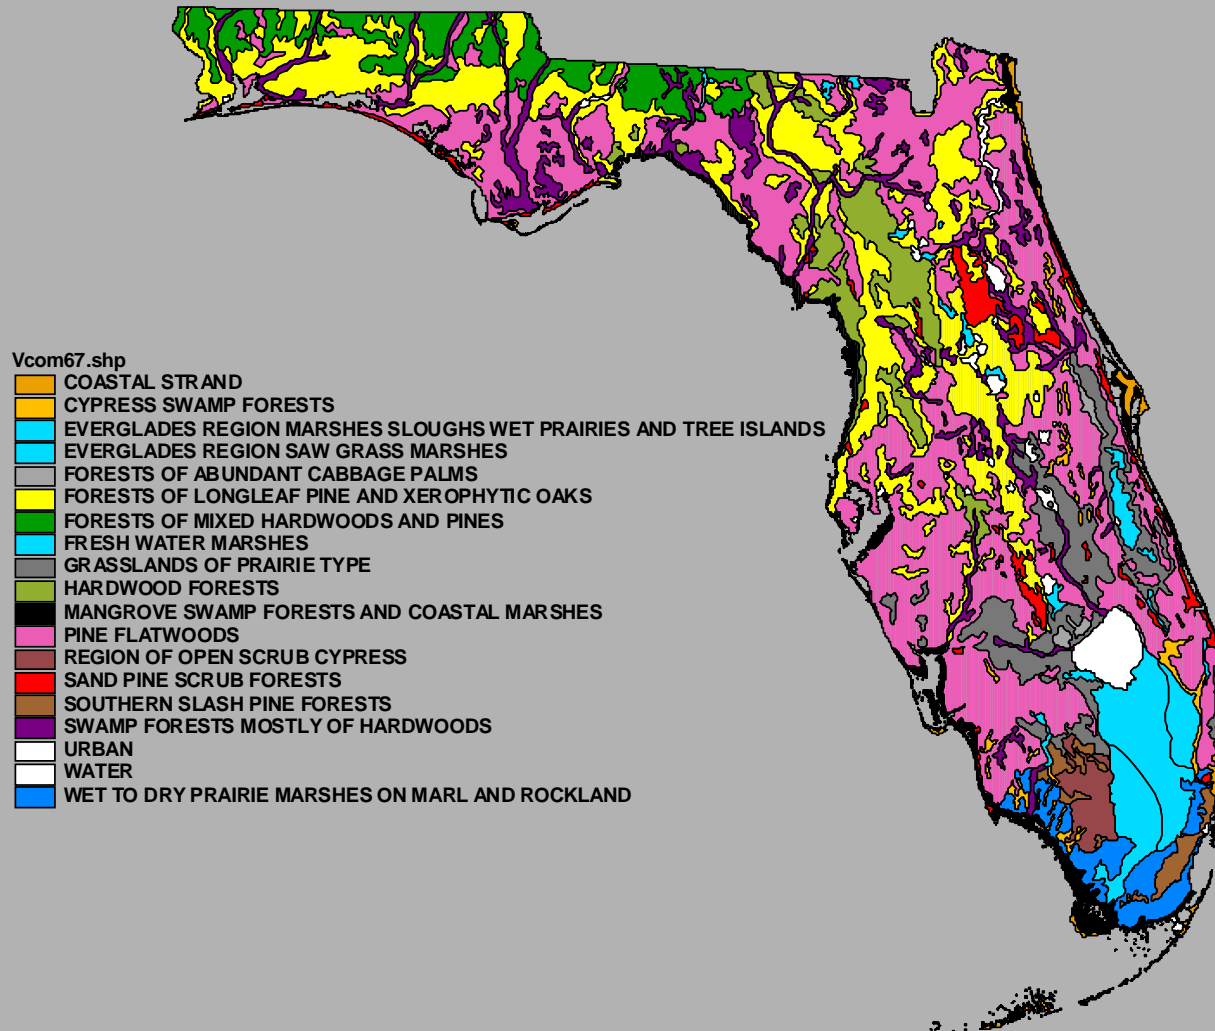 Vcom67.shp
COASTAL STRAND
CYPRESS SWAMP FORESTS
EVERGLADES REGION MARSHES SLOUGHS WET PRAIRIES AND TREE ISLANDS
EVERGLADES REGION SAW GRASS MARSHES
FORESTS OF ABUNDANT CABBAGE PALMS
FORESTS OF LONGLEAF PINE AND XEROPHYTIC OAKS
FORESTS OF MIXED HARDWOODS AND PINES
FRESH WATER MARSHES
GRASSLANDS OF PRAIRIE TYPE
HARDWOOD FORESTS
MANGROVE SWAMP FORESTS AND COASTAL MARSHES
PINE FLATWOODS
REGION OF OPEN SCRUB CYPRESS
SAND PINE SCRUB FORESTS
SOUTHERN SLASH PINE FORESTS
SWAMP FORESTS MOSTLY OF HARDWOODS
URBAN
WATER
WET TO DRY PRAIRIE MARSHES ON MARL AND ROCKLAND